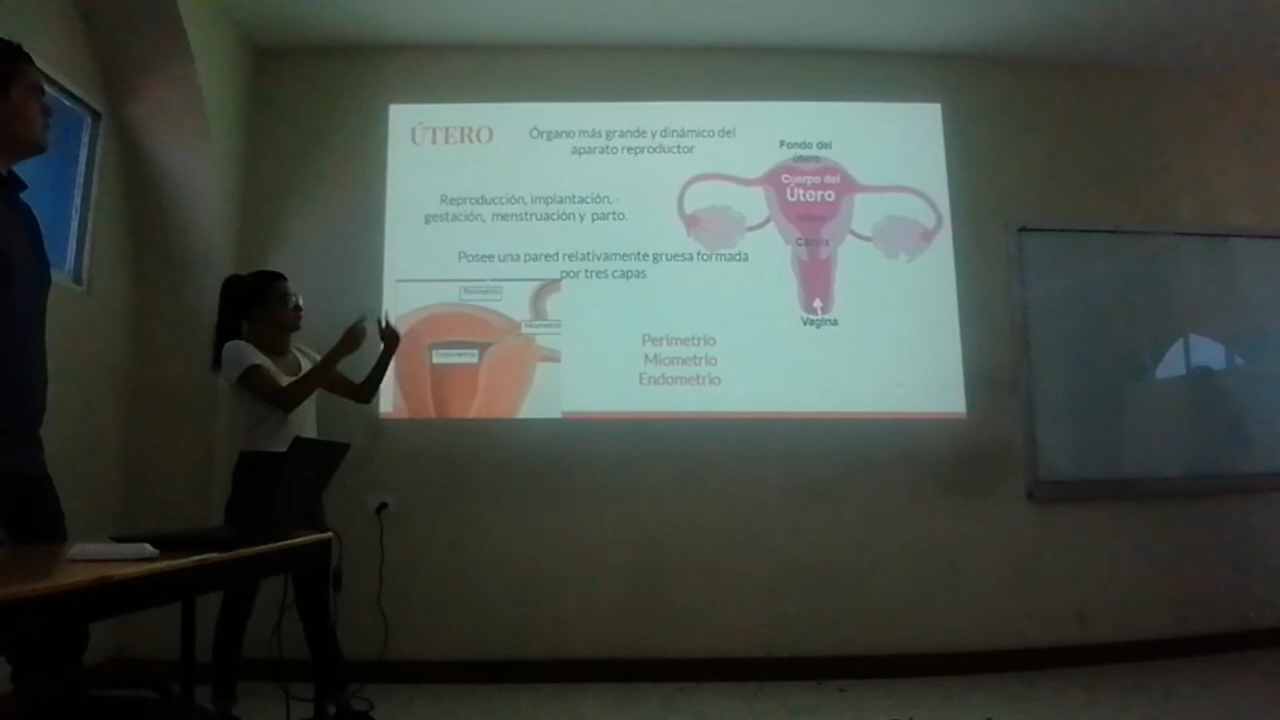 ÚTERO
Órgano más grande y dinámico del
aparato reproductor
Reproducción, implantación,
gestación, menstruación y parto.
Posee una pared relativamente gruesa formada
por tres capas
Fondo del
útero
Cuerpo del
Útero
Cérvix
Vagina
Perimetrio
Miometrio
Endometrio
Perimetrio
Miometrio
Endometrio